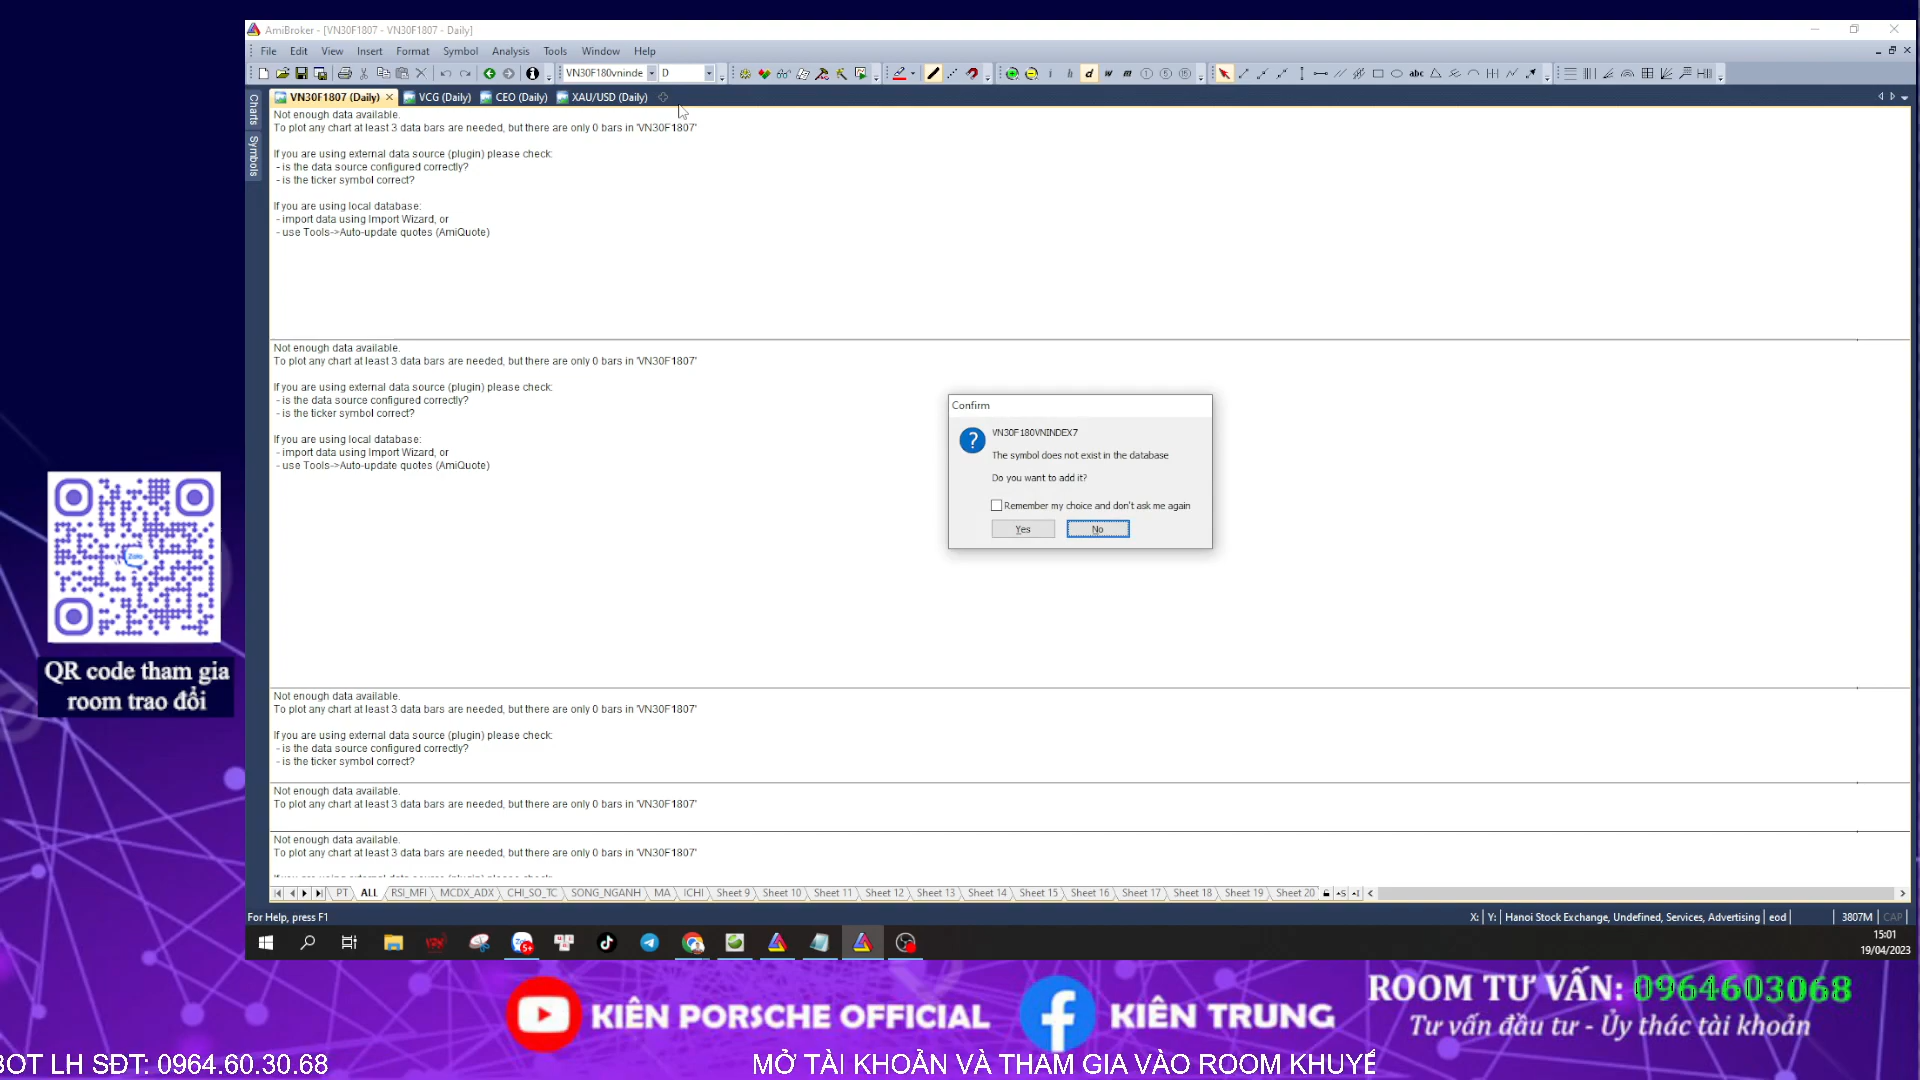 AmiBroker - [VN30F1807 - VN30F1807 - Daily]
File Edit View Insert Format Symbol Analysis Tools Window Help
VN30F180vninde D
VN30F1807 (Daily) VCG (Daily) CEO (Daily) XAU/USD (Daily)
Charts
Symbols
Not enough data available.
To plot any chart at least 3 data bars are needed, but there are only 0 bars in 'VN30F1807'
If you are using external data source (plugin) please check:
- is the data source configured correctly?
- is the ticker symbol correct?
If you are using local database:
- import data using Import Wizard, or
- use Tools->Auto-update quotes (AmiQuote)
Not enough data available.
To plot any chart at least 3 data bars are needed, but there are only 0 bars in 'VN30F1807'
If you are using external data source (plugin) please check:
- is the data source configured correctly?
- is the ticker symbol correct?
If you are using local database:
- import data using Import Wizard, or
- use Tools->Auto-update quotes (AmiQuote)
Confirm
VN30F180VNINDEX7
The symbol does not exist in the database
Do you want to add it?
Remember my choice and don't ask me again
Yes No
Not enough data available.
To plot any chart at least 3 data bars are needed, but there are only 0 bars in 'VN30F1807'
If you are using external data source (plugin) please check:
- is the data source configured correctly?
- is the ticker symbol correct?
Not enough data available.
To plot any chart at least 3 data bars are needed, but there are only 0 bars in 'VN30F1807'
Not enough data available.
To plot any chart at least 3 data bars are needed, but there are only 0 bars in 'VN30F1807'
PT ALL RSI_MFI MCDX_ADX CHI_SO_TC SONG_NGANH MA ICHI Sheet 9 Sheet 10 Sheet 11 Sheet 12 Sheet 13 Sheet 14 Sheet 15 Sheet 16 Sheet 17 Sheet 18 Sheet 19 Sheet 20
For Help, press F1
X: Y: Hanoi Stock Exchange, Undefined, Services, Advertising eod 3807M CAP
15:01
19/04/2023
QR code tham gia
room trao đổi
Zalo
KIÊN PORSCHE OFFICIAL
KIÊN TRUNG
ROOM TƯ VẤN: 0964603068
Tư vấn đầu tư - Ủy thác tài khoản
BOT LH SĐT: 0964.60.30.68
MỞ TÀI KHOẢN VÀ THAM GIA VÀO ROOM KHUYẾ